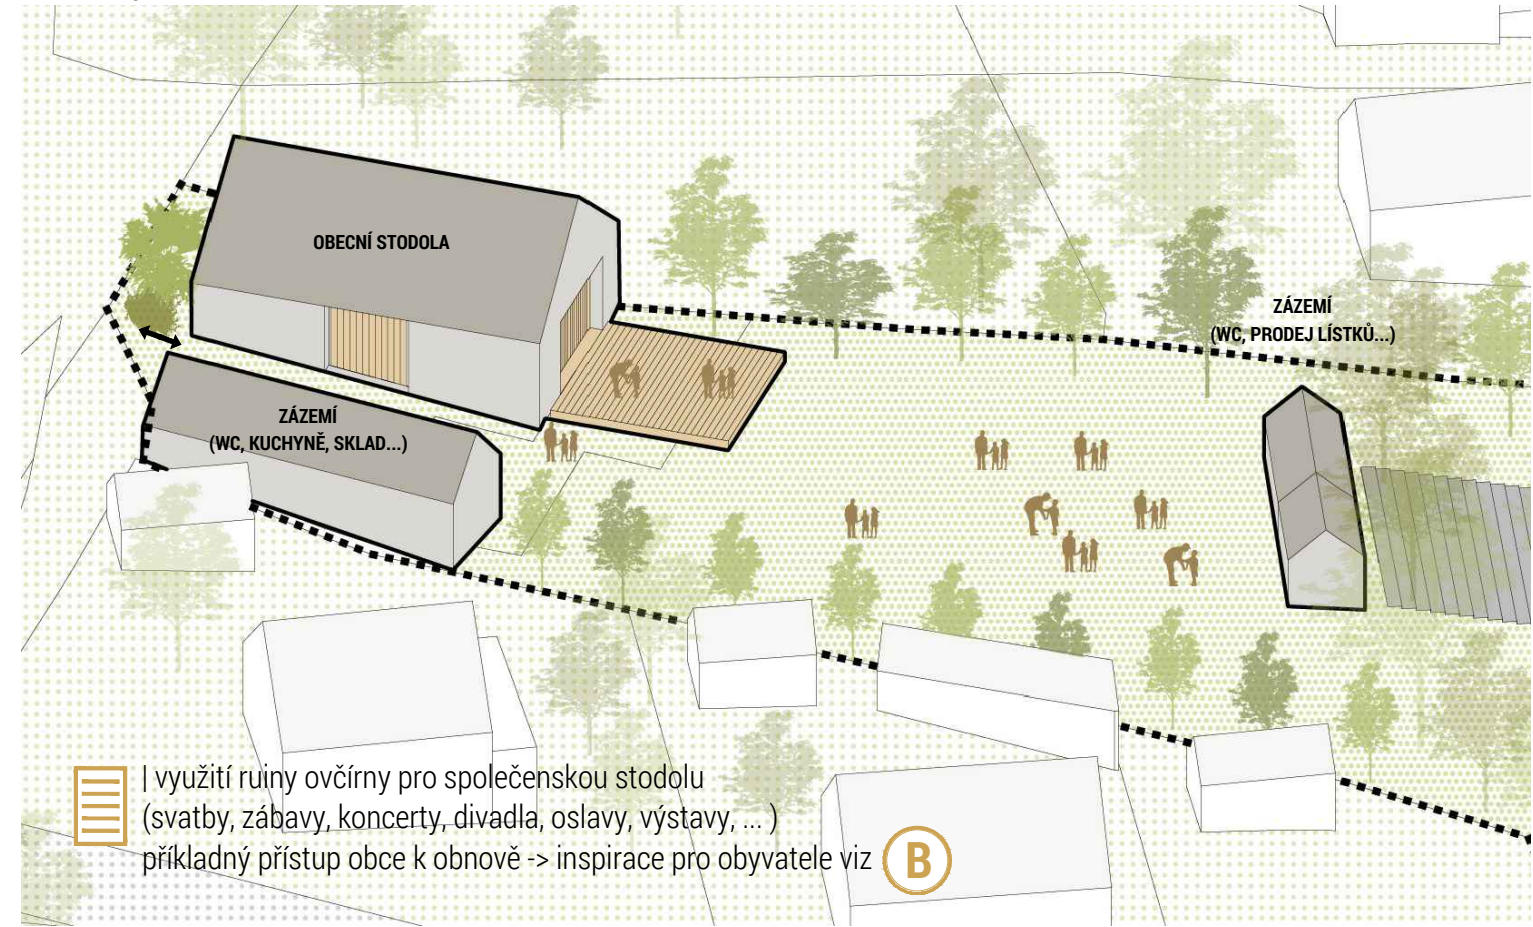 OBECNÍ STODOLA
ZÁZEMÍ
(WC, PRODEJ LÍSTKŮ...)
ZÁZEMÍ
(WC, KUCHYNĚ, SKLAD...)
| využití ruiny ovčírny pro společenskou stodolu
(svatby, zábavy, koncerty, divadla, oslavy, výstavy, ... )
příkladný přístup obce k obnově -> inspirace pro obyvatele viz B